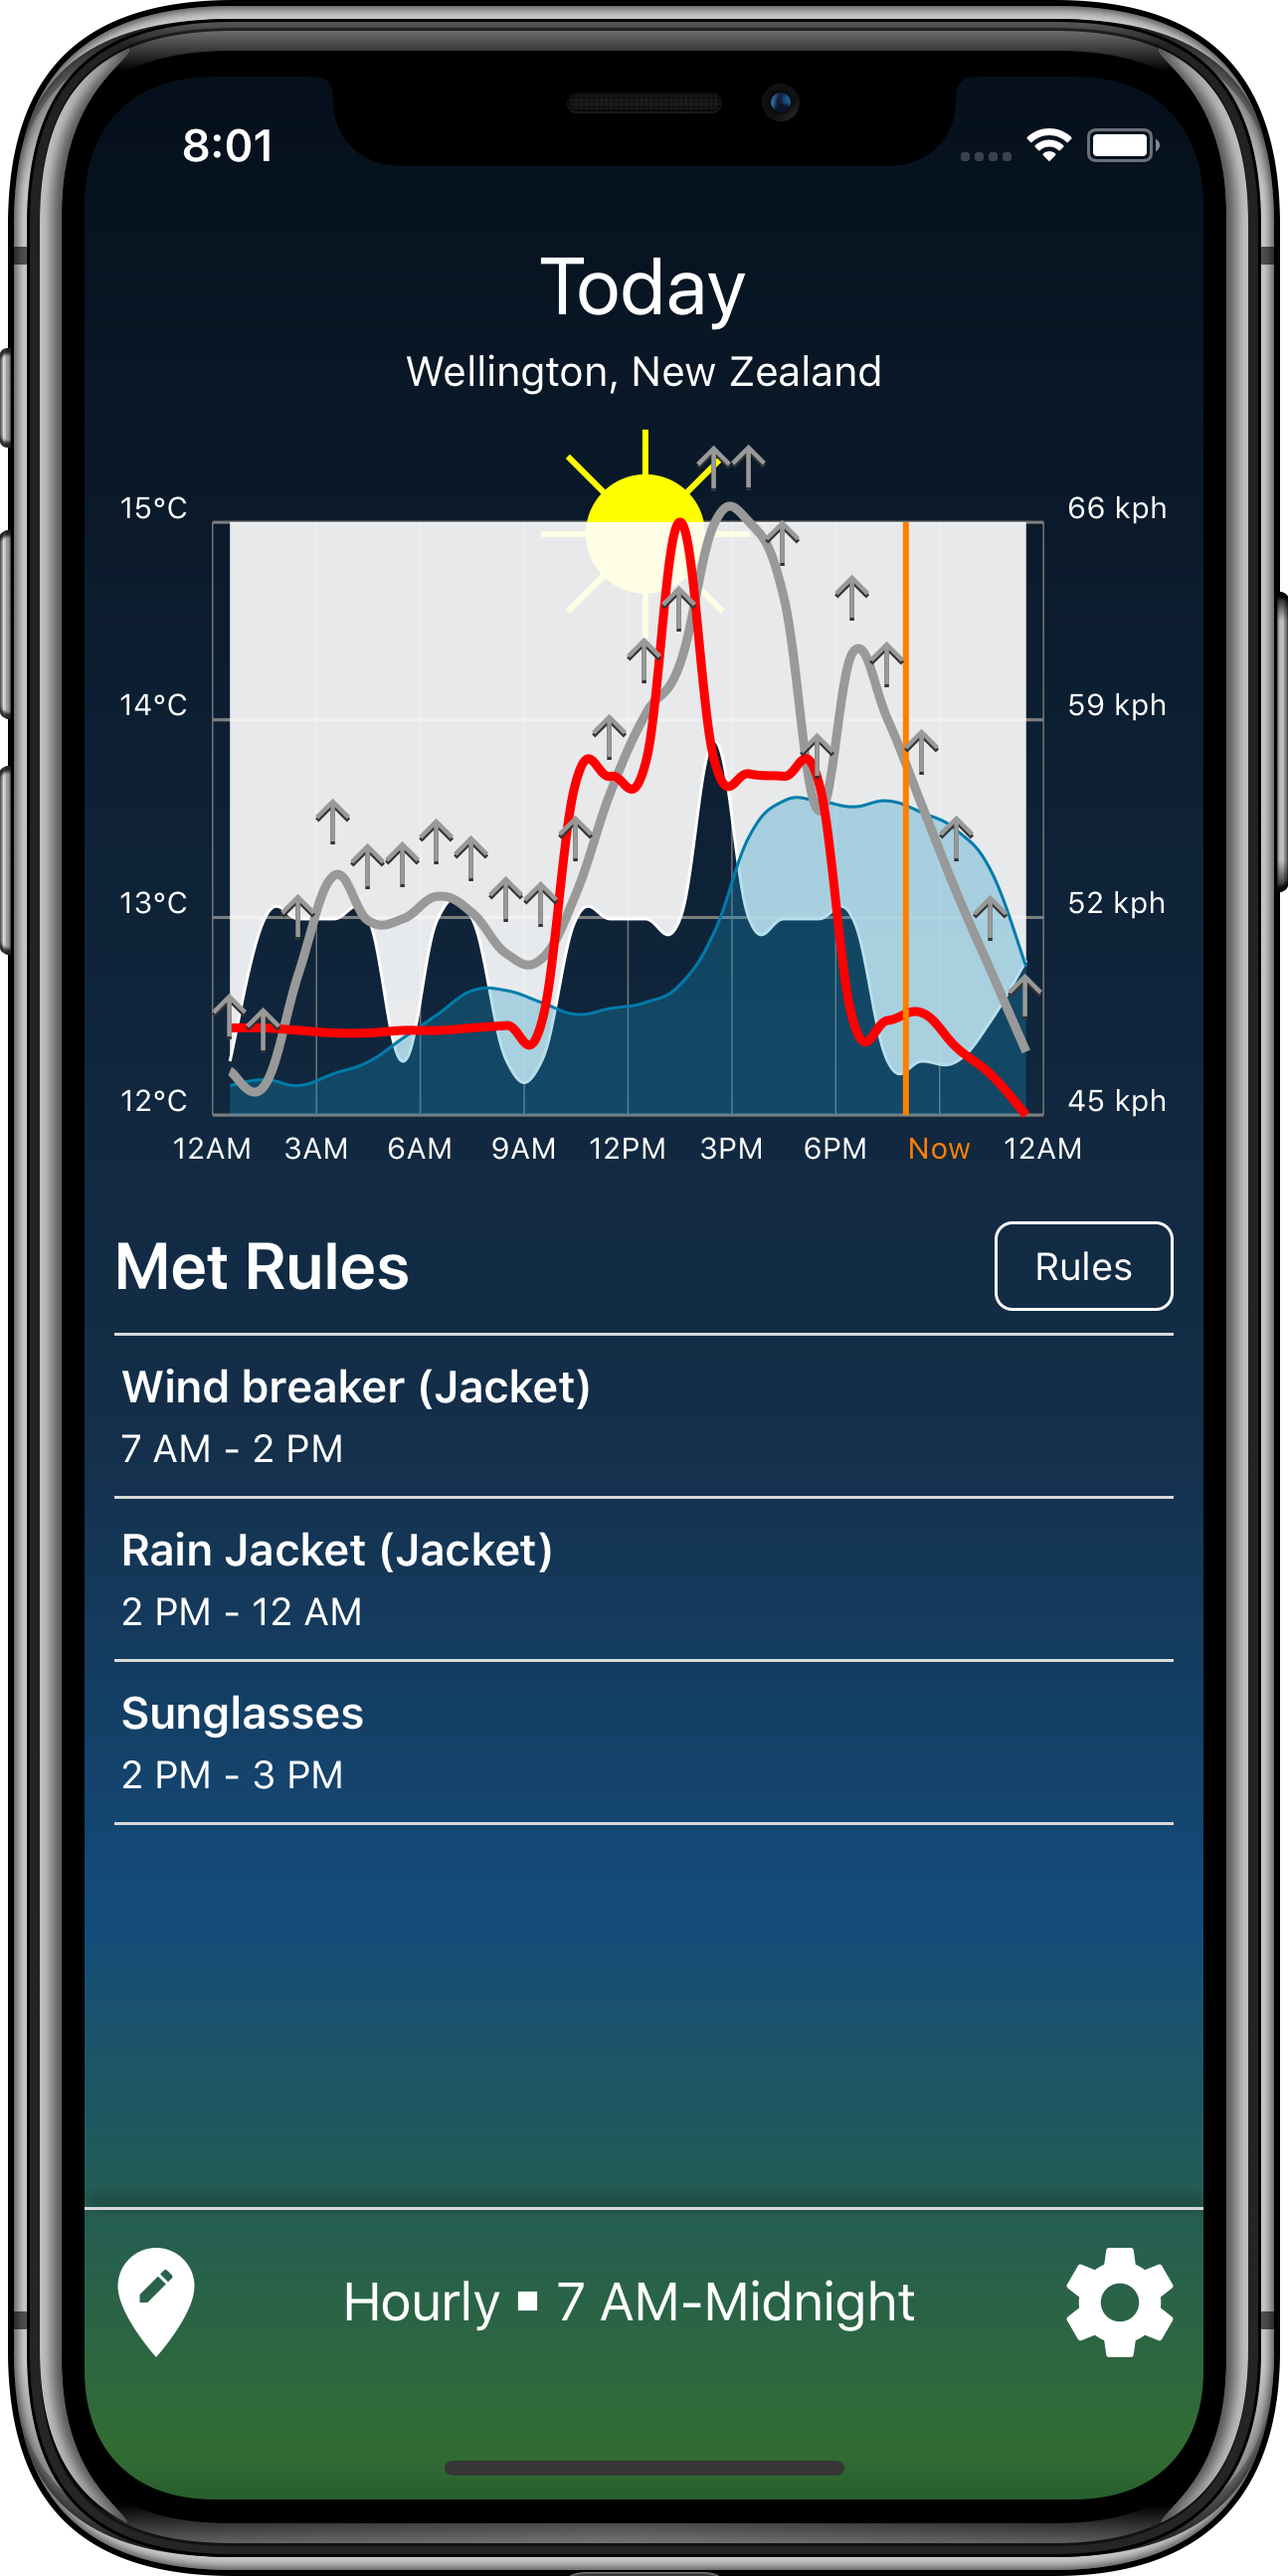 8:01
Today
Wellington, New Zealand
15°C 66 kph
14°C 59 kph
13°C 52 kph
12°C 45 kph
12AM 3AM 6AM 9AM 12PM 3PM 6PM Now 12AM
Met Rules Rules
Wind breaker (Jacket)
7 AM - 2 PM
Rain Jacket (Jacket)
2 PM - 12 AM
Sunglasses
2 PM - 3 PM
Hourly ▪ 7 AM-Midnight